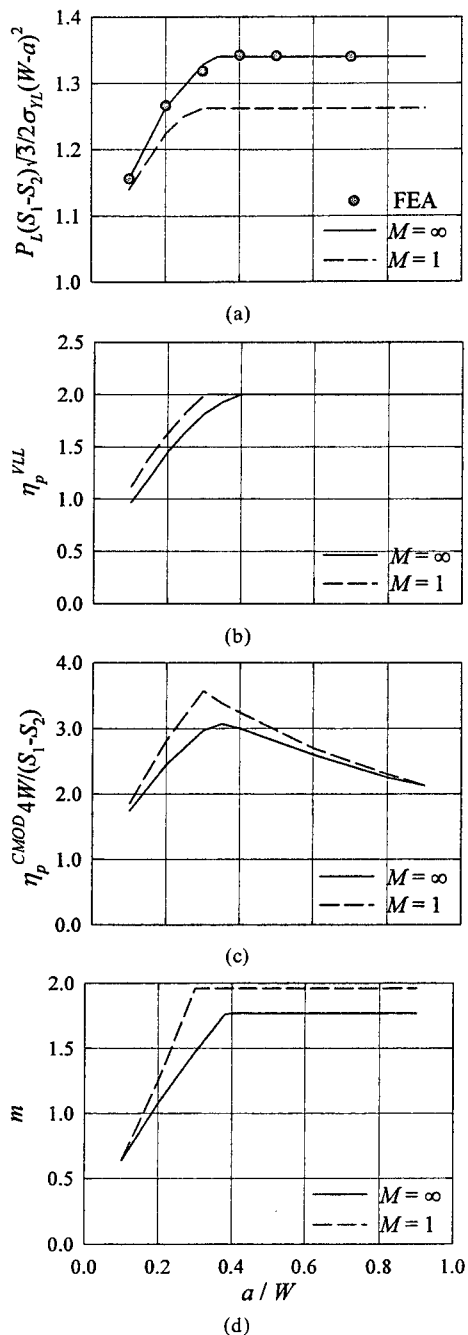 P_L(S_1-S_2)√3/2σ_YL(W-a)^2
1.4
1.3
1.2
1.1
1.0
FEA
M = ∞
M = 1
(a)
η_p^VLL
2.5
2.0
1.5
1.0
0.5
0.0
M = ∞
M = 1
(b)
η_p^CMOD 4W/(S_1-S_2)
4.0
3.0
2.0
1.0
0.0
M = ∞
M = 1
(c)
m
2.0
1.5
1.0
0.5
0.0
M = ∞
M = 1
0.0 0.2 0.4 0.6 0.8 1.0
a / W
(d)